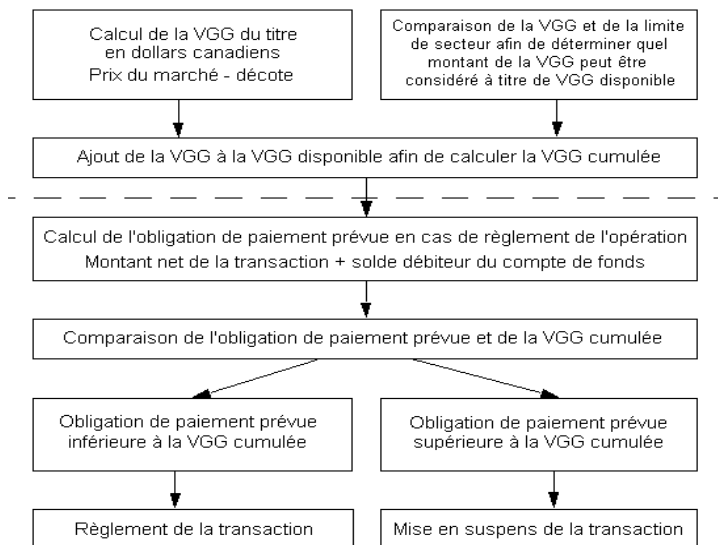 Calcul de la VGG du titre
en dollars canadiens
Prix du marché - décote
Comparaison de la VGG et de la limite
de secteur afin de déterminer quel
montant de la VGG peut être
considéré à titre de VGG disponible
Ajout de la VGG à la VGG disponible afin de calculer la VGG cumulée
Calcul de l'obligation de paiement prévue en cas de règlement de l'opération
Montant net de la transaction + solde débiteur du compte de fonds
Comparaison de l'obligation de paiement prévue et de la VGG cumulée
Obligation de paiement prévue
inférieure à la VGG cumulée
Obligation de paiement prévue
supérieure à la VGG cumulée
Règlement de la transaction
Mise en suspens de la transaction